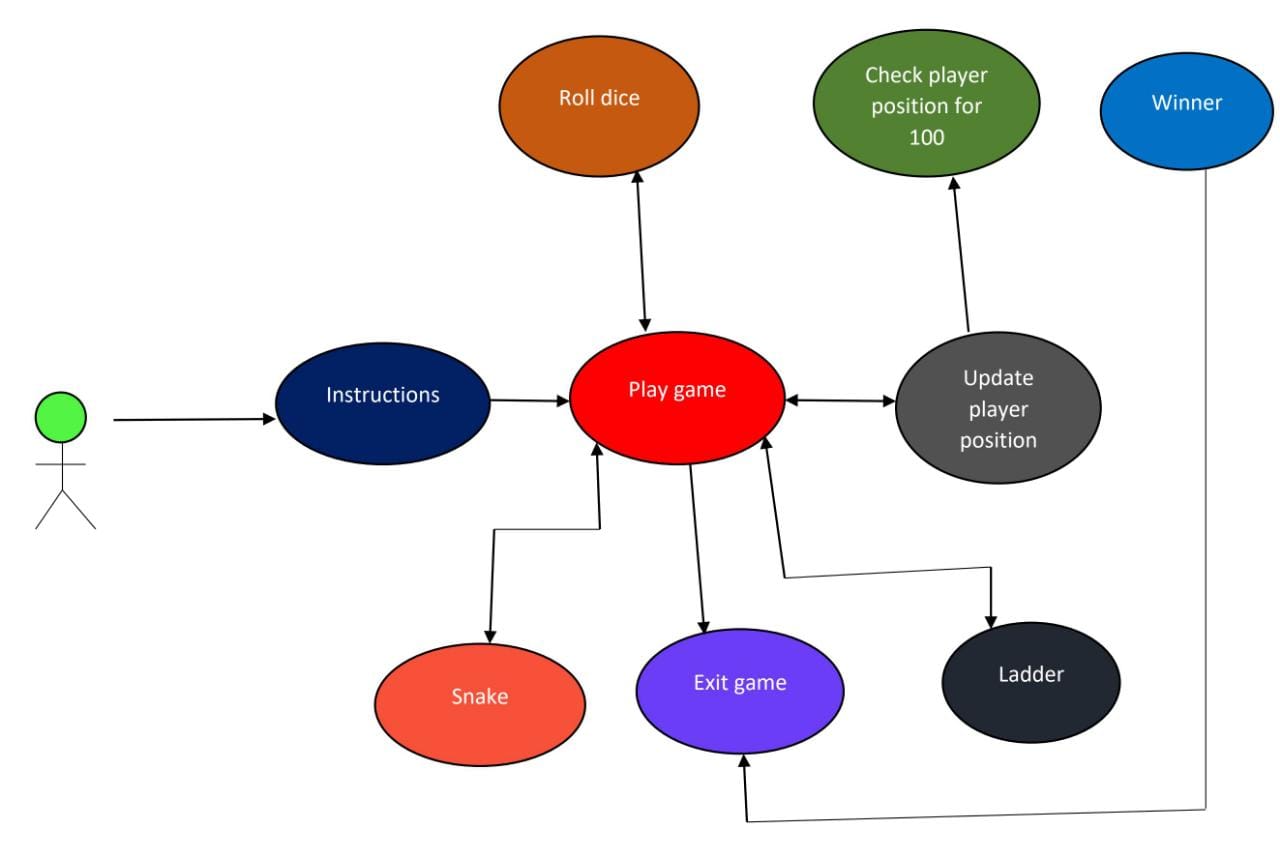 Roll dice
Check player
position for
100
Winner
Instructions
Play game
Update
player
position
Snake
Exit game
Ladder